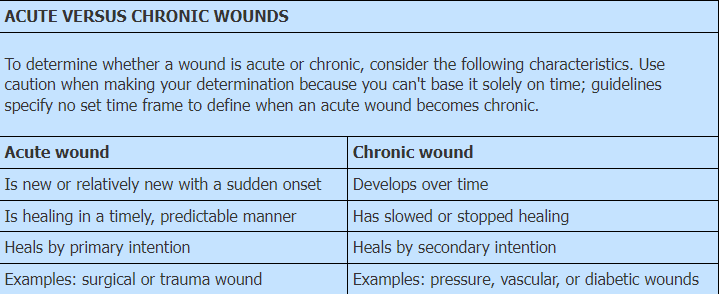 ACUTE VERSUS CHRONIC WOUNDS
To determine whether a wound is acute or chronic, consider the following characteristics. Use
caution when making your determination because you can't base it solely on time; guidelines
specify no set time frame to define when an acute wound becomes chronic.
Acute wound Chronic wound
Is new or relatively new with a sudden onset Develops over time
Is healing in a timely, predictable manner Has slowed or stopped healing
Heals by primary intention Heals by secondary intention
Examples: surgical or trauma wound Examples: pressure, vascular, or diabetic wounds